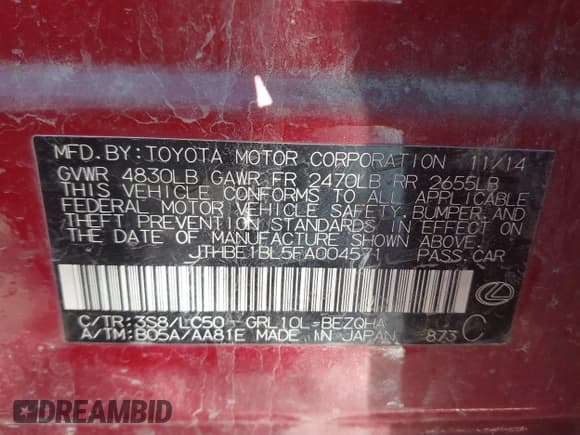 MFD.BY:TOYOTA MOTOR CORPORATION 11/14
GVWR 4830LB GAWR FR 2470LB RR 2655LB
THIS VEHICLE CONFORMS TO ALL APPLICABLE
FEDERAL MOTOR VEHICLE SAFETY, BUMPER, AND
THEFT PREVENTION STANDARDS IN EFFECT ON
THE DATE OF MANUFACTURE SHOWN ABOVE.
JTHBE1BL5FA004571 PASS.CAR
C/TR:3S8/LC50 GRL10L-BEZQHA
A/TM:B05A/AA81E MADE IN JAPAN 873 C
DREAMBID